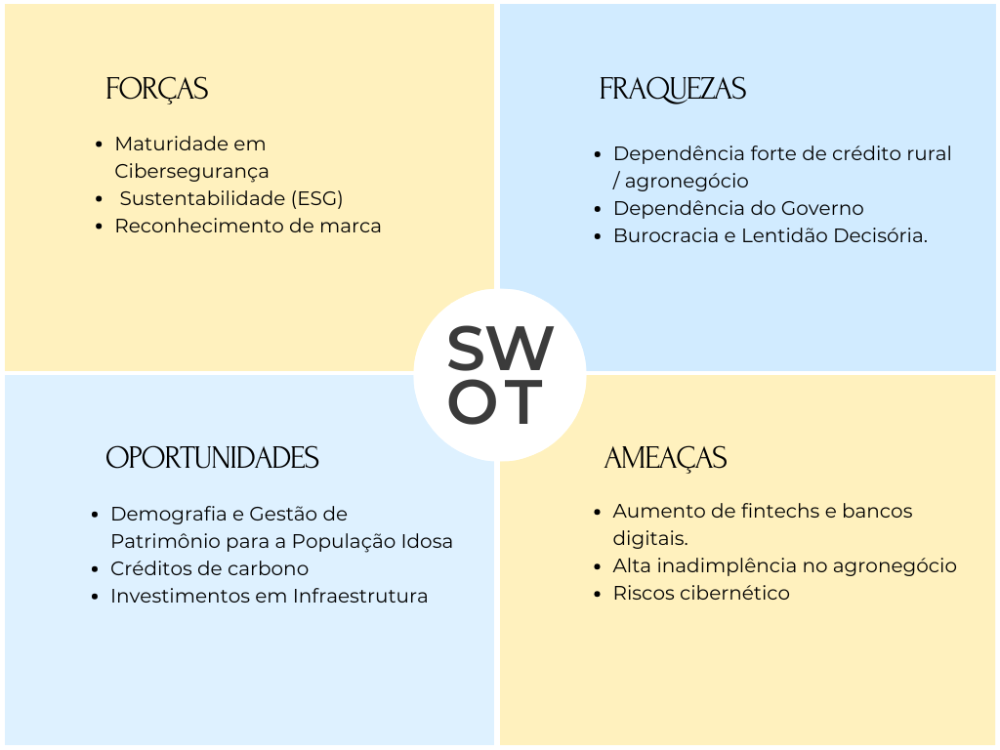 FORÇAS
• Maturidade em
Cibersegurança
• Sustentabilidade (ESG)
• Reconhecimento de marca
FRAQUEZAS
• Dependência forte de crédito rural
/ agronegócio
• Dependência do Governo
• Burocracia e Lentidão Decisória.
SW
OT
OPORTUNIDADES
• Demografia e Gestão de
Patrimônio para a População Idosa
• Créditos de carbono
• Investimentos em Infraestrutura
AMEAÇAS
• Aumento de fintechs e bancos
digitais.
• Alta inadimplência no agronegócio
• Riscos cibernético